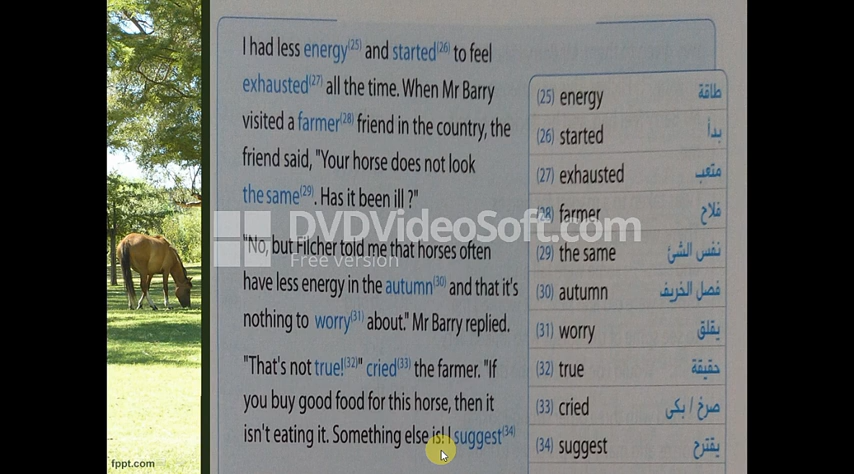 I had less energy(25) and started(26) to feel
exhausted(27) all the time. When Mr Barry
visited a farmer(28) friend in the country, the
friend said, "Your horse does not look
the same(29). Has it been ill ?"
"No, but Filcher told me that horses often
have less energy in the autumn(30) and that it's
nothing to worry(31) about." Mr Barry replied.
"That's not true!(32)" cried(33) the farmer. "If
you buy good food for this horse, then it
isn't eating it. Something else is! I suggest(34)
(25) energy طاقة
(26) started بدأ
(27) exhausted متعب
(28) farmer فلاح
(29) the same نفس الشئ
(30) autumn فصل الخريف
(31) worry يقلق
(32) true حقيقة
(33) cried صرخ / بكى
(34) suggest يقترح
DVDVideoSoft.com
Free version
fppt.com